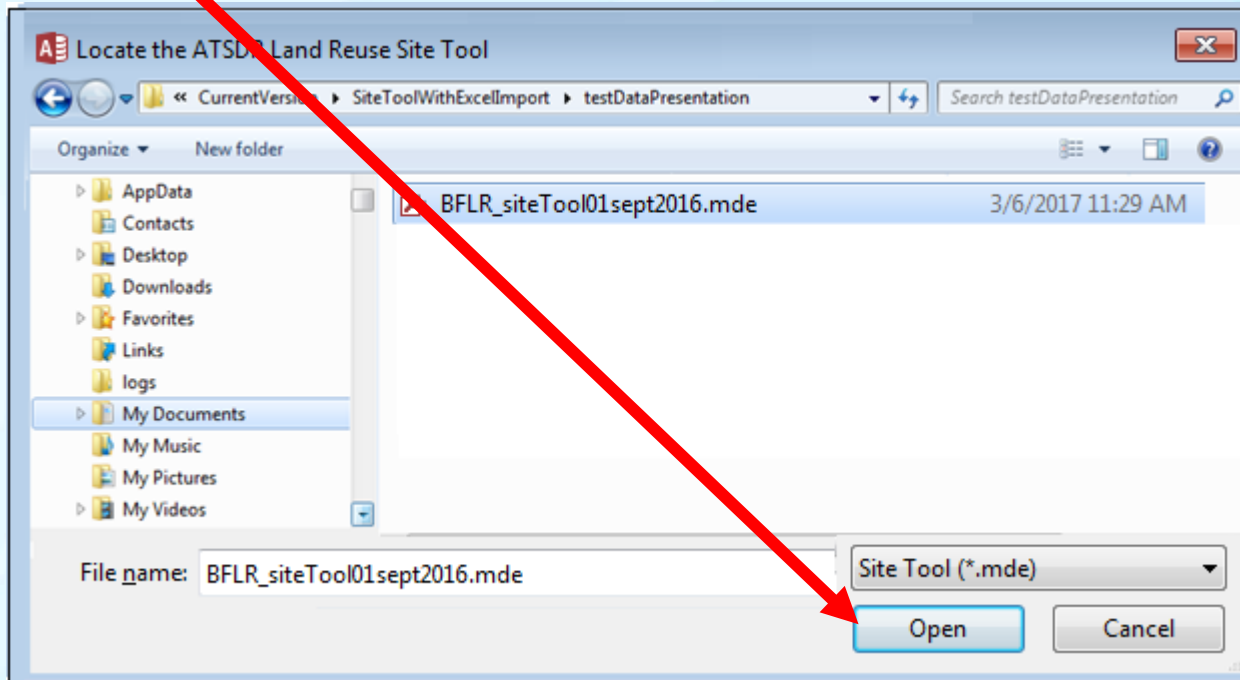 Locate the ATSDR Land Reuse Site Tool
« CurrentVersion ▸ SiteToolWithExcelImport ▸ testDataPresentation
Search testDataPresentation
Organize New folder
AppData
Contacts
Desktop
Downloads
Favorites
Links
logs
My Documents
My Music
My Pictures
My Videos
BFLR_siteTool01sept2016.mde 3/6/2017 11:29 AM
File name: BFLR_siteTool01sept2016.mde
Site Tool (*.mde)
Open Cancel